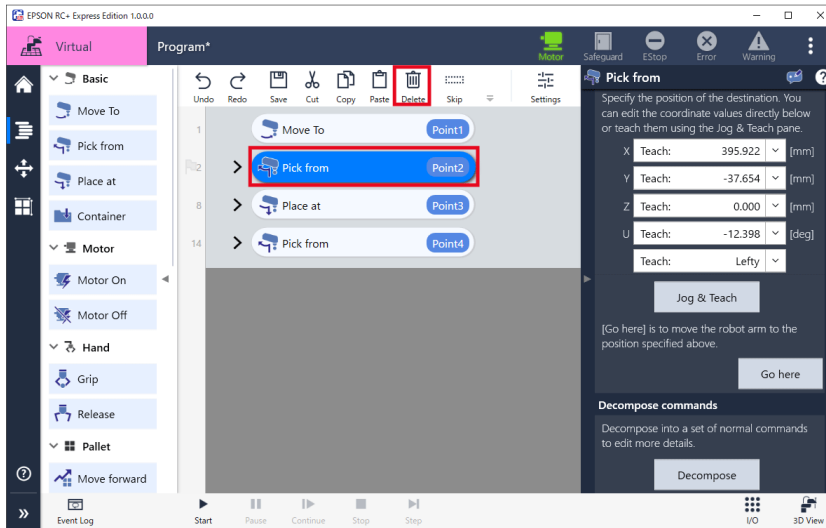 EPSON RC+ Express Edition 1.0.0.0
Virtual
Program*
Motor
Safeguard
EStop
Error
Warning
Basic
Move To
Pick from
Place at
Container
Motor
Motor On
Motor Off
Hand
Grip
Release
Pallet
Move forward
Undo
Redo
Save
Cut
Copy
Paste
Delete
Skip
Settings
1 Move To Point1
2 Pick from Point2
8 Place at Point3
14 Pick from Point4
Pick from
Specify the position of the destination. You
can edit the coordinate values directly below
or teach them using the Jog & Teach pane.
X Teach: 395.922 [mm]
Y Teach: -37.654 [mm]
Z Teach: 0.000 [mm]
U Teach: -12.398 [deg]
Teach: Lefty
Jog & Teach
[Go here] is to move the robot arm to the
position specified above.
Go here
Decompose commands
Decompose into a set of normal commands
to edit more details.
Decompose
Event Log
Start
Pause
Continue
Stop
Step
I/O
3D View